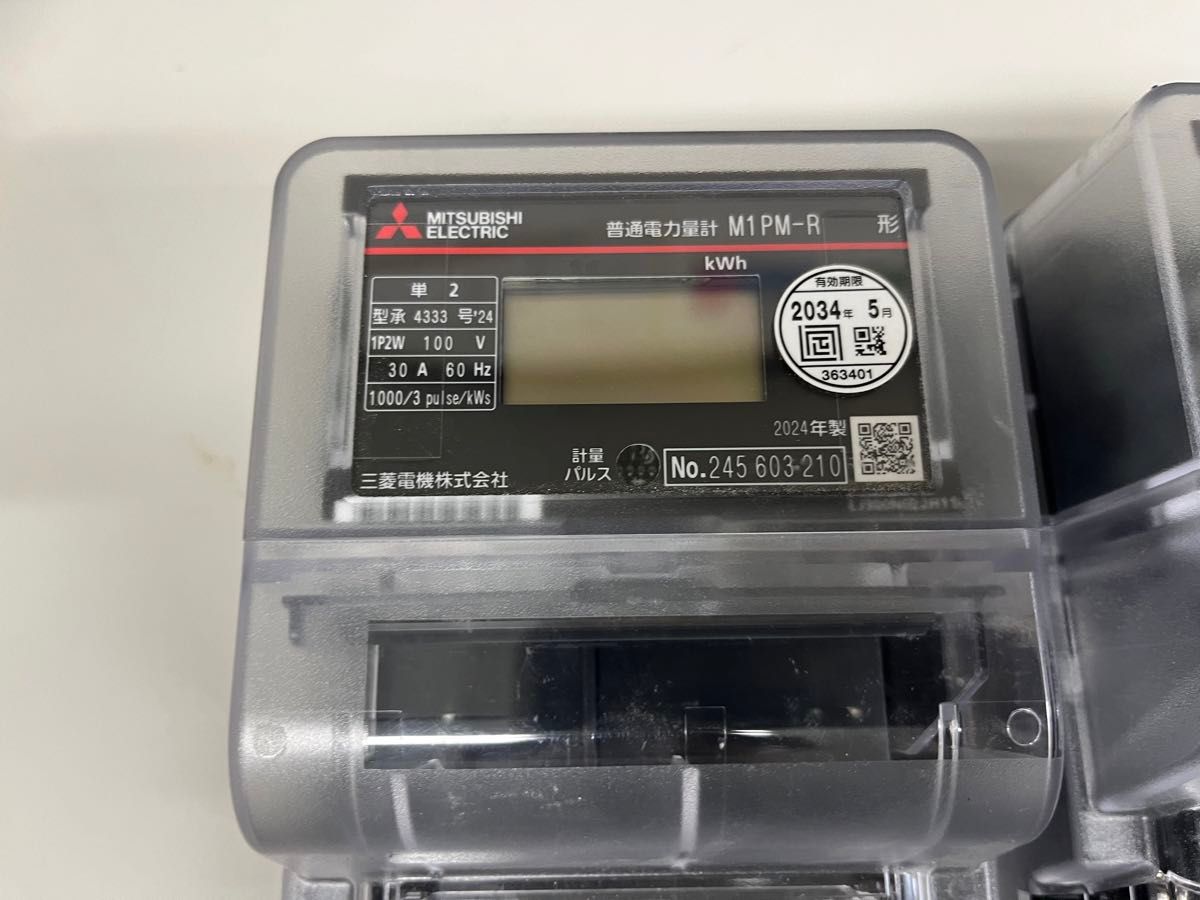 MITSUBISHI
ELECTRIC
普通電力量計 M1PM-R 形
kWh
単 2
型承 4333 号'24
1P2W 100 V
30 A 60 Hz
1000/3 pulse/kWs
有効期限
2034年 5月
363401
2024年製
計量
パルス
No.245 603-210
三菱電機株式会社